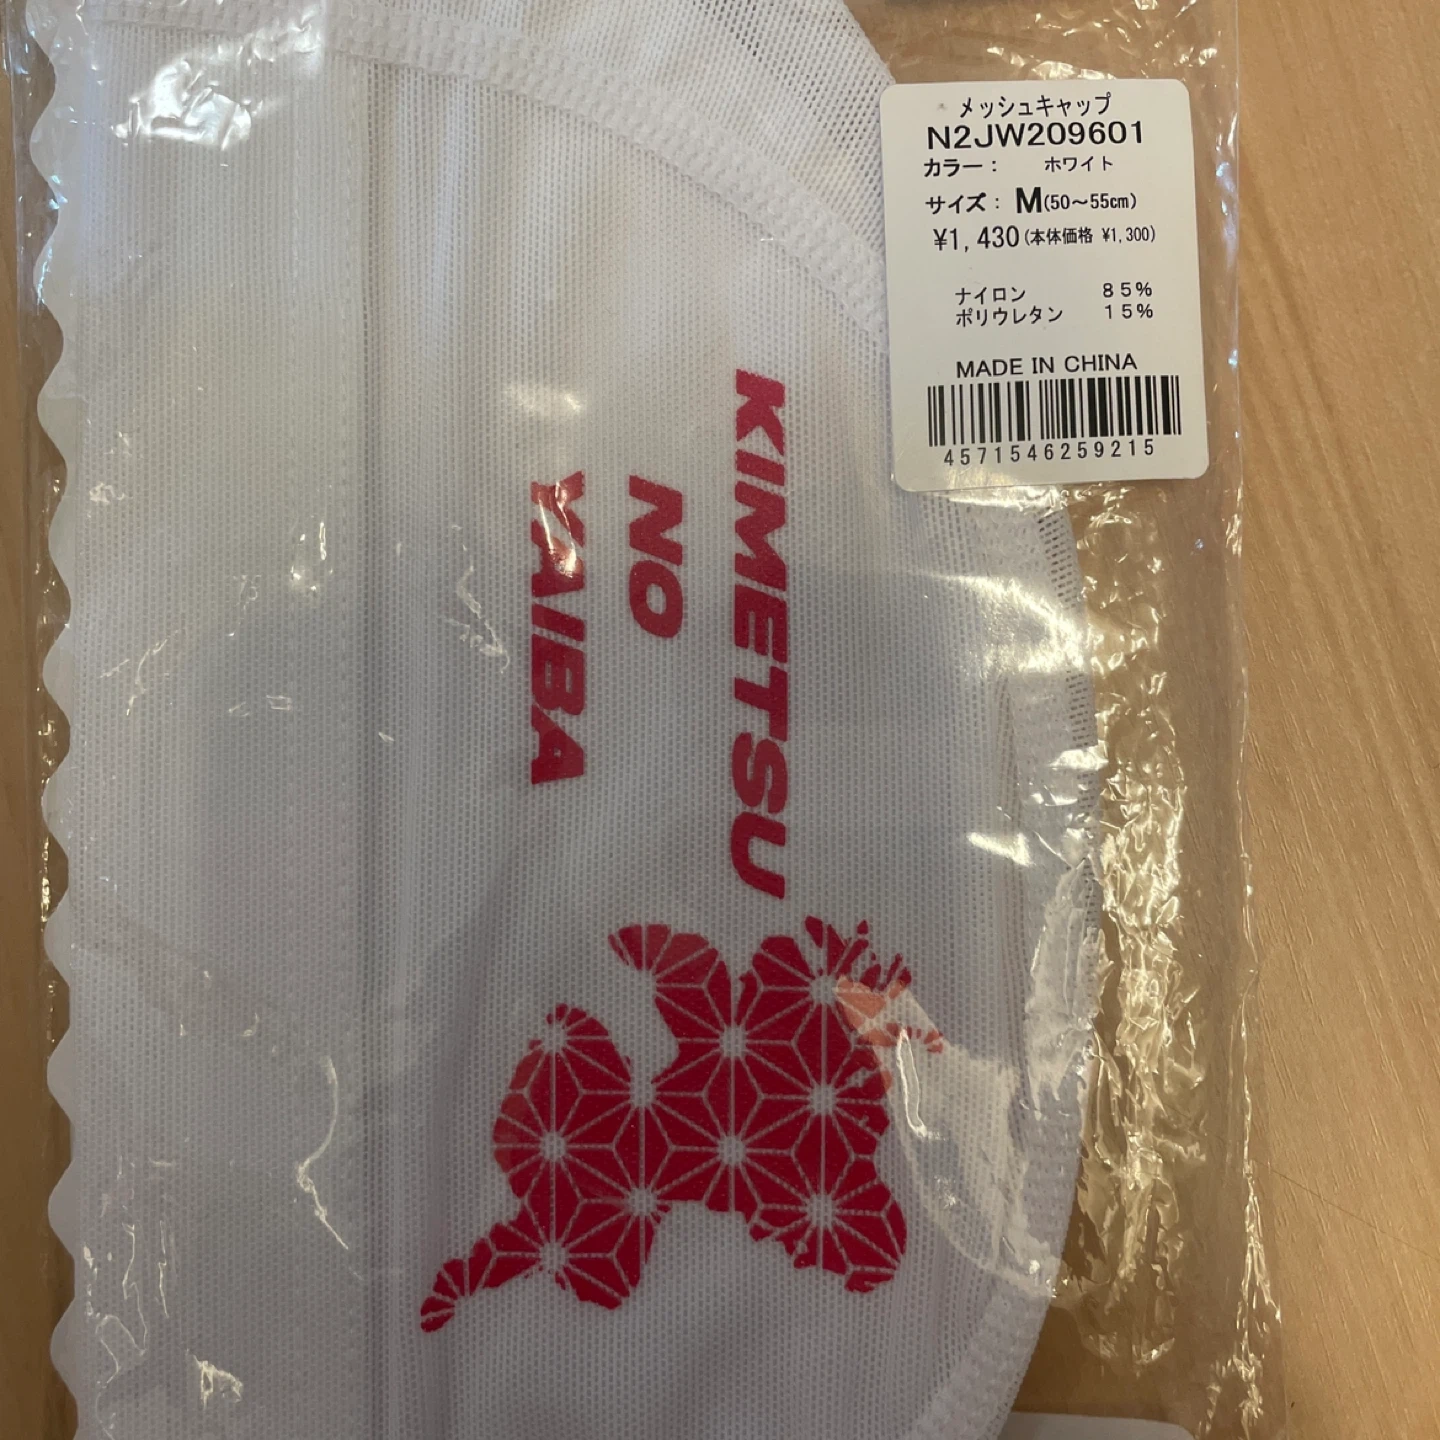 メッシュキャップ
N2JW209601
カラー： ホワイト
サイズ： M(50～55cm)
¥1,430(本体価格 ¥1,300)
ナイロン 85%
ポリウレタン 15%
MADE IN CHINA
4571546259215
KIMETSU
NO
YAIBA